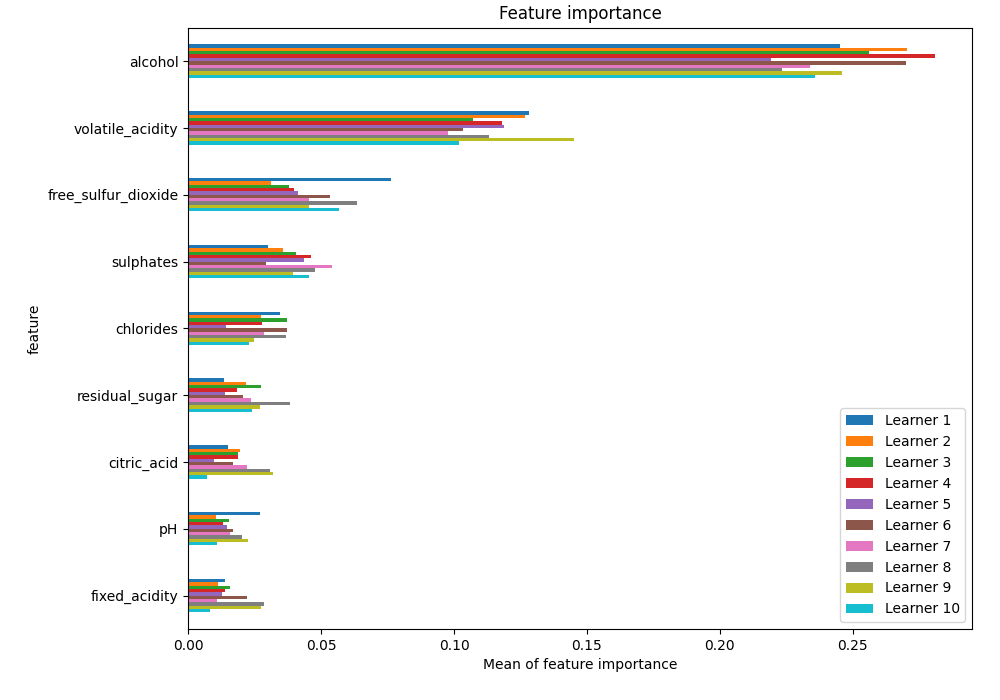 Feature importance
alcohol
volatile_acidity
free_sulfur_dioxide
sulphates
chlorides
residual_sugar
citric_acid
pH
fixed_acidity
feature
Learner 1
Learner 2
Learner 3
Learner 4
Learner 5
Learner 6
Learner 7
Learner 8
Learner 9
Learner 10
0.00 0.05 0.10 0.15 0.20 0.25
Mean of feature importance